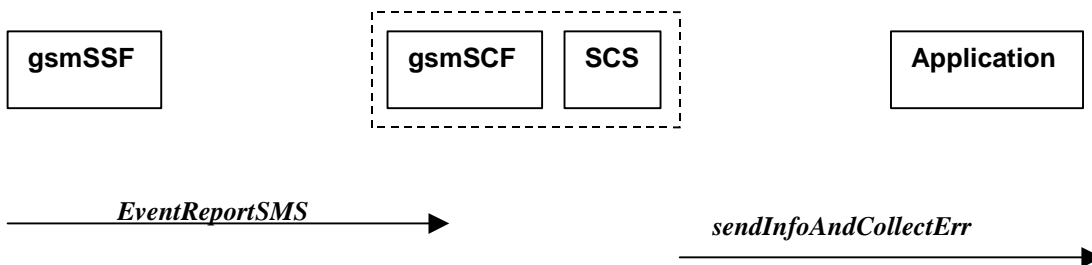 gsmSSF
gsmSCF
SCS
Application
EventReportSMS
sendInfoAndCollectErr